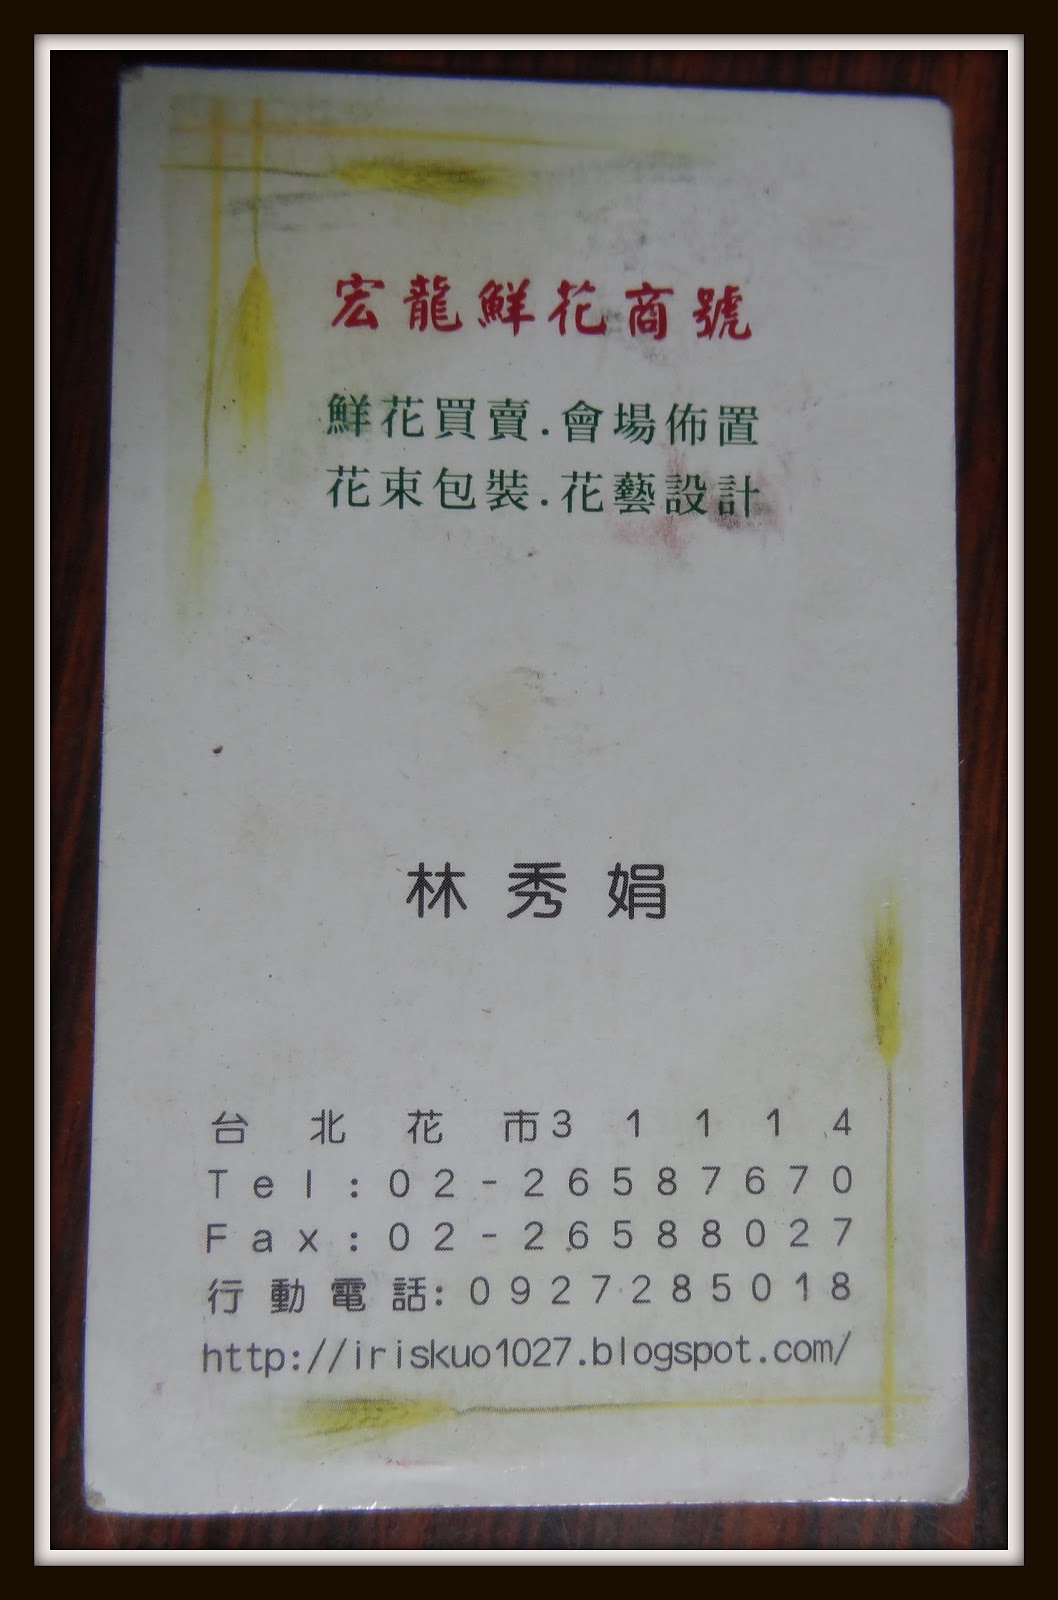 宏龍鮮花商號
鮮花買賣.會場佈置
花束包裝.花藝設計
林秀娟
台北花市31114
Tel:02-26587670
Fax:02-26588027
行動電話:0927285018
http://iriskuo1027.blogspot.com/